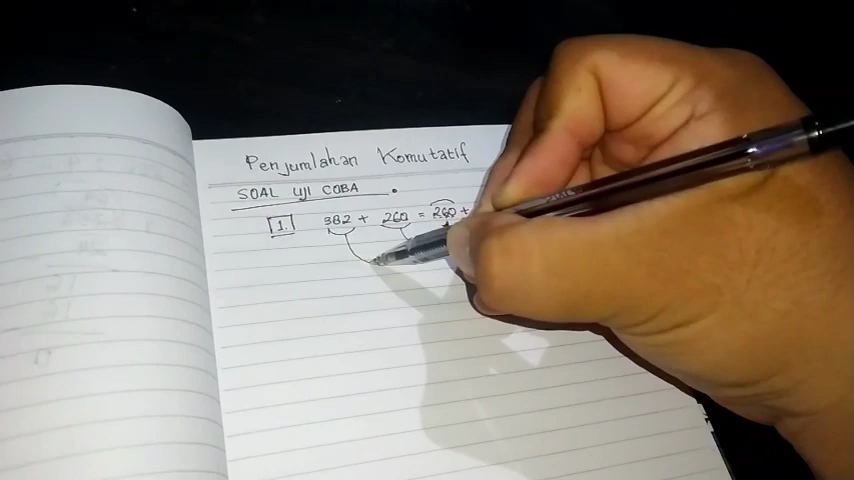 Penjumlahan Komutatif
SOAL UJI COBA .
1. 382 + 260 = 260 +